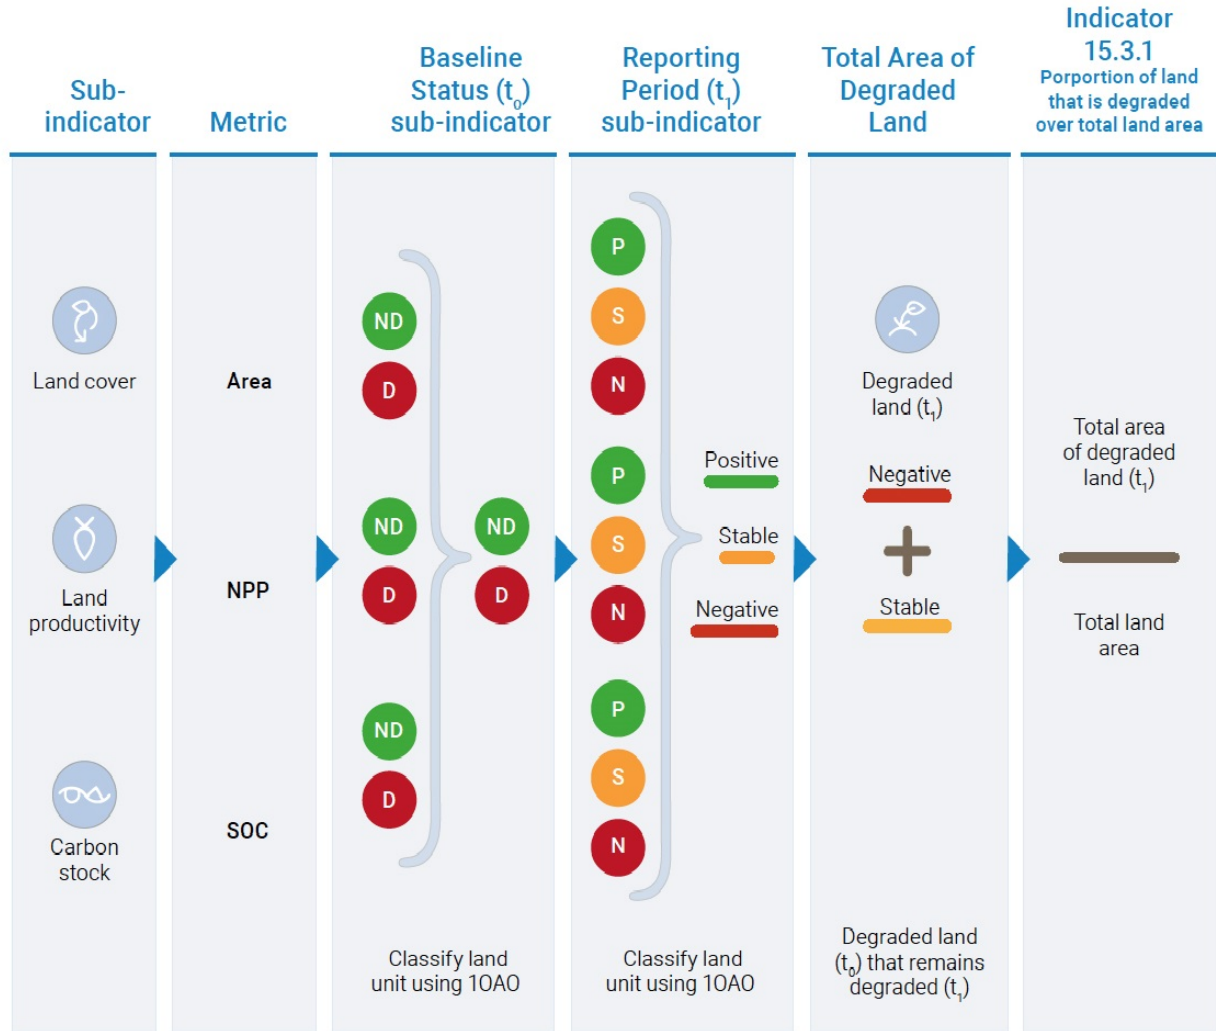 Sub-
indicator
Metric
Baseline
Status (t0)
sub-indicator
Reporting
Period (t1)
sub-indicator
Total Area of
Degraded
Land
Indicator
15.3.1
Porportion of land
that is degraded
over total land area
Land cover
Land
productivity
Carbon
stock
Area
NPP
SOC
ND
D
ND
D
ND
D
ND
D
Classify land
unit using 1OAO
P
S
N
P
S
N
P
S
N
Positive
Stable
Negative
Classify land
unit using 1OAO
Degraded
land (t1)
Negative
+
Stable
Degraded land
(t0) that remains
degraded (t1)
Total area
of degraded
land (t1)
Total land
area